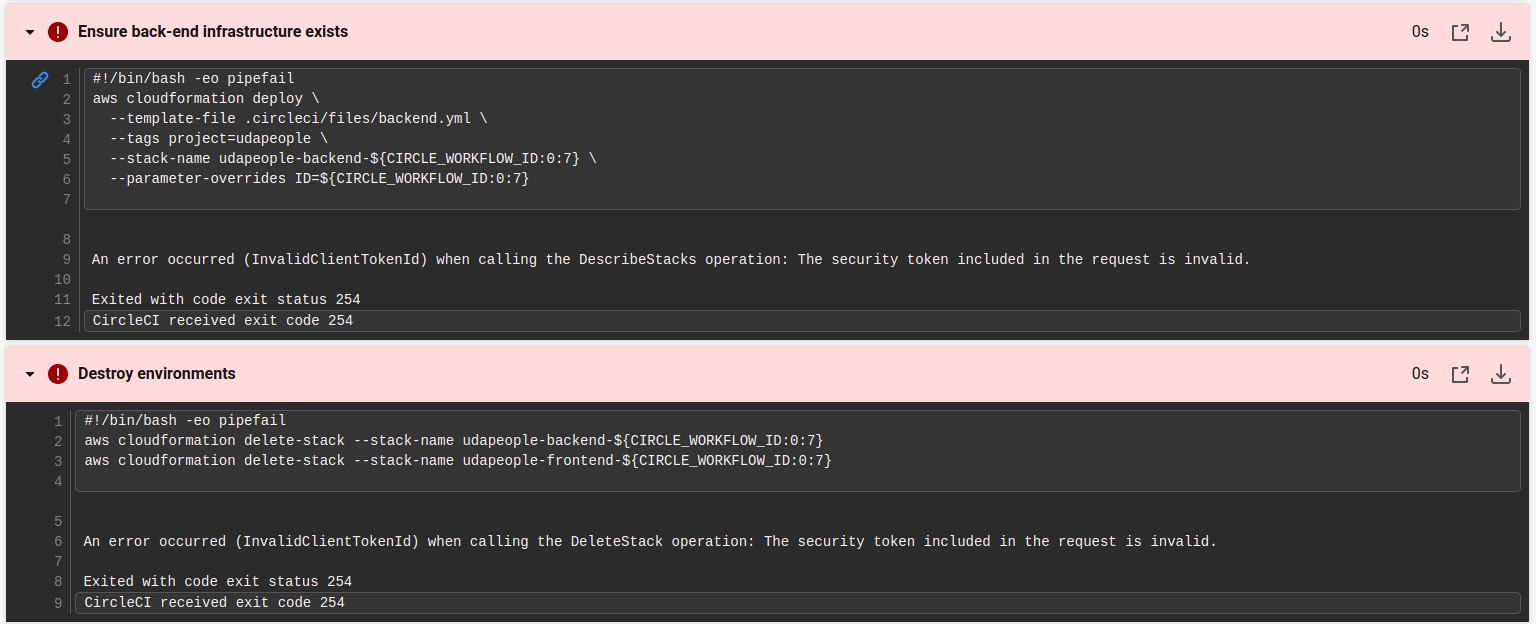 Ensure back-end infrastructure exists 0s
1 #!/bin/bash -eo pipefail
2 aws cloudformation deploy \
3   --template-file .circleci/files/backend.yml \
4   --tags project=udapeople \
5   --stack-name udapeople-backend-${CIRCLE_WORKFLOW_ID:0:7} \
6   --parameter-overrides ID=${CIRCLE_WORKFLOW_ID:0:7}
7
8
9 An error occurred (InvalidClientTokenId) when calling the DescribeStacks operation: The security token included in the request is invalid.
10
11 Exited with code exit status 254
12 CircleCI received exit code 254
Destroy environments 0s
1 #!/bin/bash -eo pipefail
2 aws cloudformation delete-stack --stack-name udapeople-backend-${CIRCLE_WORKFLOW_ID:0:7}
3 aws cloudformation delete-stack --stack-name udapeople-frontend-${CIRCLE_WORKFLOW_ID:0:7}
4
5
6 An error occurred (InvalidClientTokenId) when calling the DeleteStack operation: The security token included in the request is invalid.
7
8 Exited with code exit status 254
9 CircleCI received exit code 254